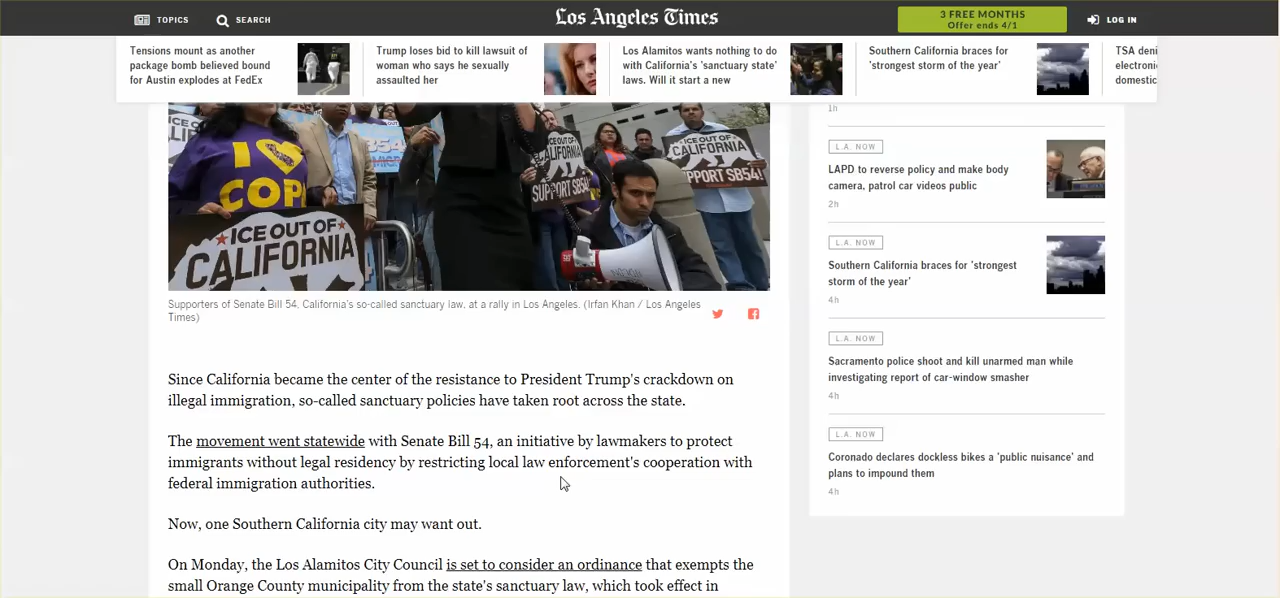 TOPICS
SEARCH
Los Angeles Times
3 FREE MONTHS
Offer ends 4/1
LOG IN
Tensions mount as another
package bomb believed bound
for Austin explodes at FedEx
Trump loses bid to kill lawsuit of
woman who says he sexually
assaulted her
Los Alamitos wants nothing to do
with California's 'sanctuary state'
laws. Will it start a new
Southern California braces for
'strongest storm of the year'
TSA deni
electroni
domestic
I
COP
ICE OUT OF
CALIFORNIA
ICE OUT OF
CALIFORNIA
SUPPORT SB54!
ICE OUT OF
CALIFORNIA
PPORT SB54!
Supporters of Senate Bill 54, California's so-called sanctuary law, at a rally in Los Angeles. (Irfan Khan / Los Angeles
Times)
Since California became the center of the resistance to President Trump's crackdown on
illegal immigration, so-called sanctuary policies have taken root across the state.
The movement went statewide with Senate Bill 54, an initiative by lawmakers to protect
immigrants without legal residency by restricting local law enforcement's cooperation with
federal immigration authorities.
Now, one Southern California city may want out.
On Monday, the Los Alamitos City Council is set to consider an ordinance that exempts the
small Orange County municipality from the state's sanctuary law, which took effect in
1h
L.A. NOW
LAPD to reverse policy and make body
camera, patrol car videos public
2h
L.A. NOW
Southern California braces for 'strongest
storm of the year'
4h
L.A. NOW
Sacramento police shoot and kill unarmed man while
investigating report of car-window smasher
4h
L.A. NOW
Coronado declares dockless bikes a 'public nuisance' and
plans to impound them
4h